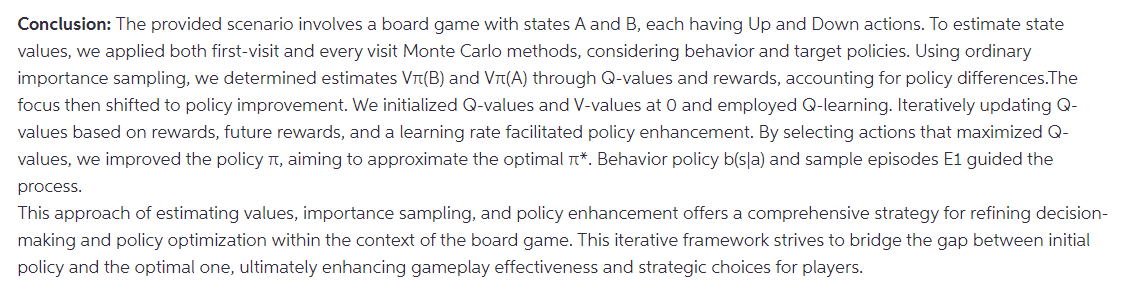 Conclusion: The provided scenario involves a board game with states A and B, each having Up and Down actions. To estimate state
values, we applied both first-visit and every visit Monte Carlo methods, considering behavior and target policies. Using ordinary
importance sampling, we determined estimates Vπ(B) and Vπ(A) through Q-values and rewards, accounting for policy differences.The
focus then shifted to policy improvement. We initialized Q-values and V-values at 0 and employed Q-learning. Iteratively updating Q-
values based on rewards, future rewards, and a learning rate facilitated policy enhancement. By selecting actions that maximized Q-
values, we improved the policy π, aiming to approximate the optimal π*. Behavior policy b(s|a) and sample episodes E1 guided the
process.
This approach of estimating values, importance sampling, and policy enhancement offers a comprehensive strategy for refining decision-
making and policy optimization within the context of the board game. This iterative framework strives to bridge the gap between initial
policy and the optimal one, ultimately enhancing gameplay effectiveness and strategic choices for players.